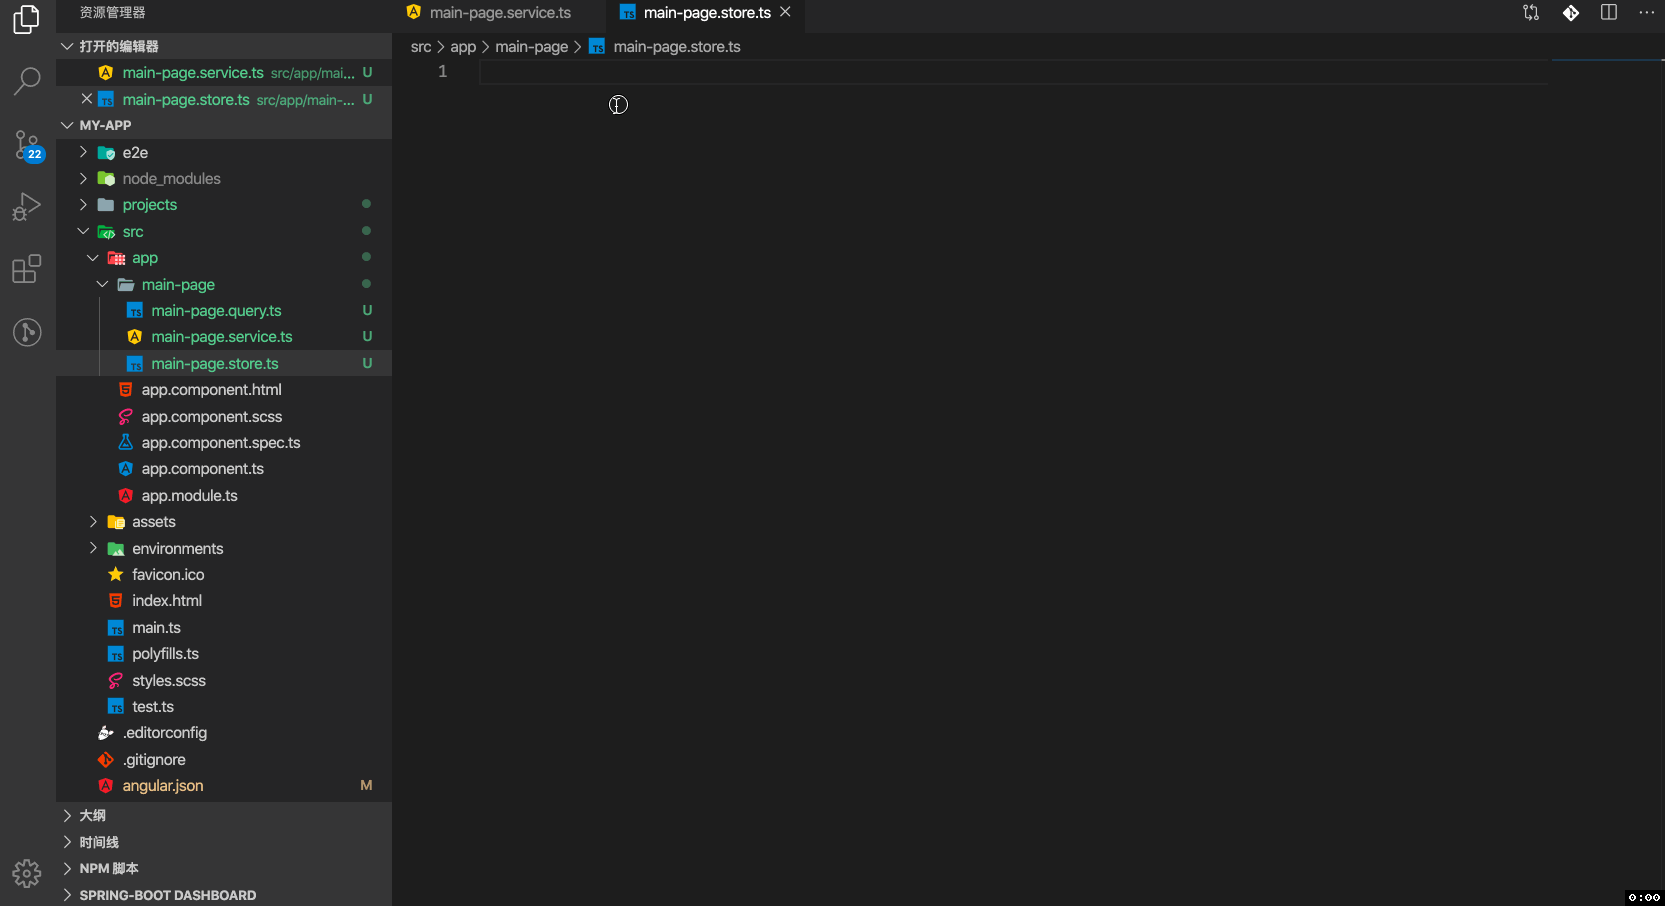 资源管理器
main-page.service.ts
main-page.store.ts
打开的编辑器
main-page.service.ts src/app/mai... U
main-page.store.ts src/app/main-... U
MY-APP
e2e
node_modules
projects
src
app
main-page
main-page.query.ts U
main-page.service.ts U
main-page.store.ts U
app.component.html
app.component.scss
app.component.spec.ts
app.component.ts
app.module.ts
assets
environments
favicon.ico
index.html
main.ts
polyfills.ts
styles.scss
test.ts
.editorconfig
.gitignore
angular.json M
大纲
时间线
NPM 脚本
SPRING-BOOT DASHBOARD
22
src > app > main-page > TS main-page.store.ts
1
0:00